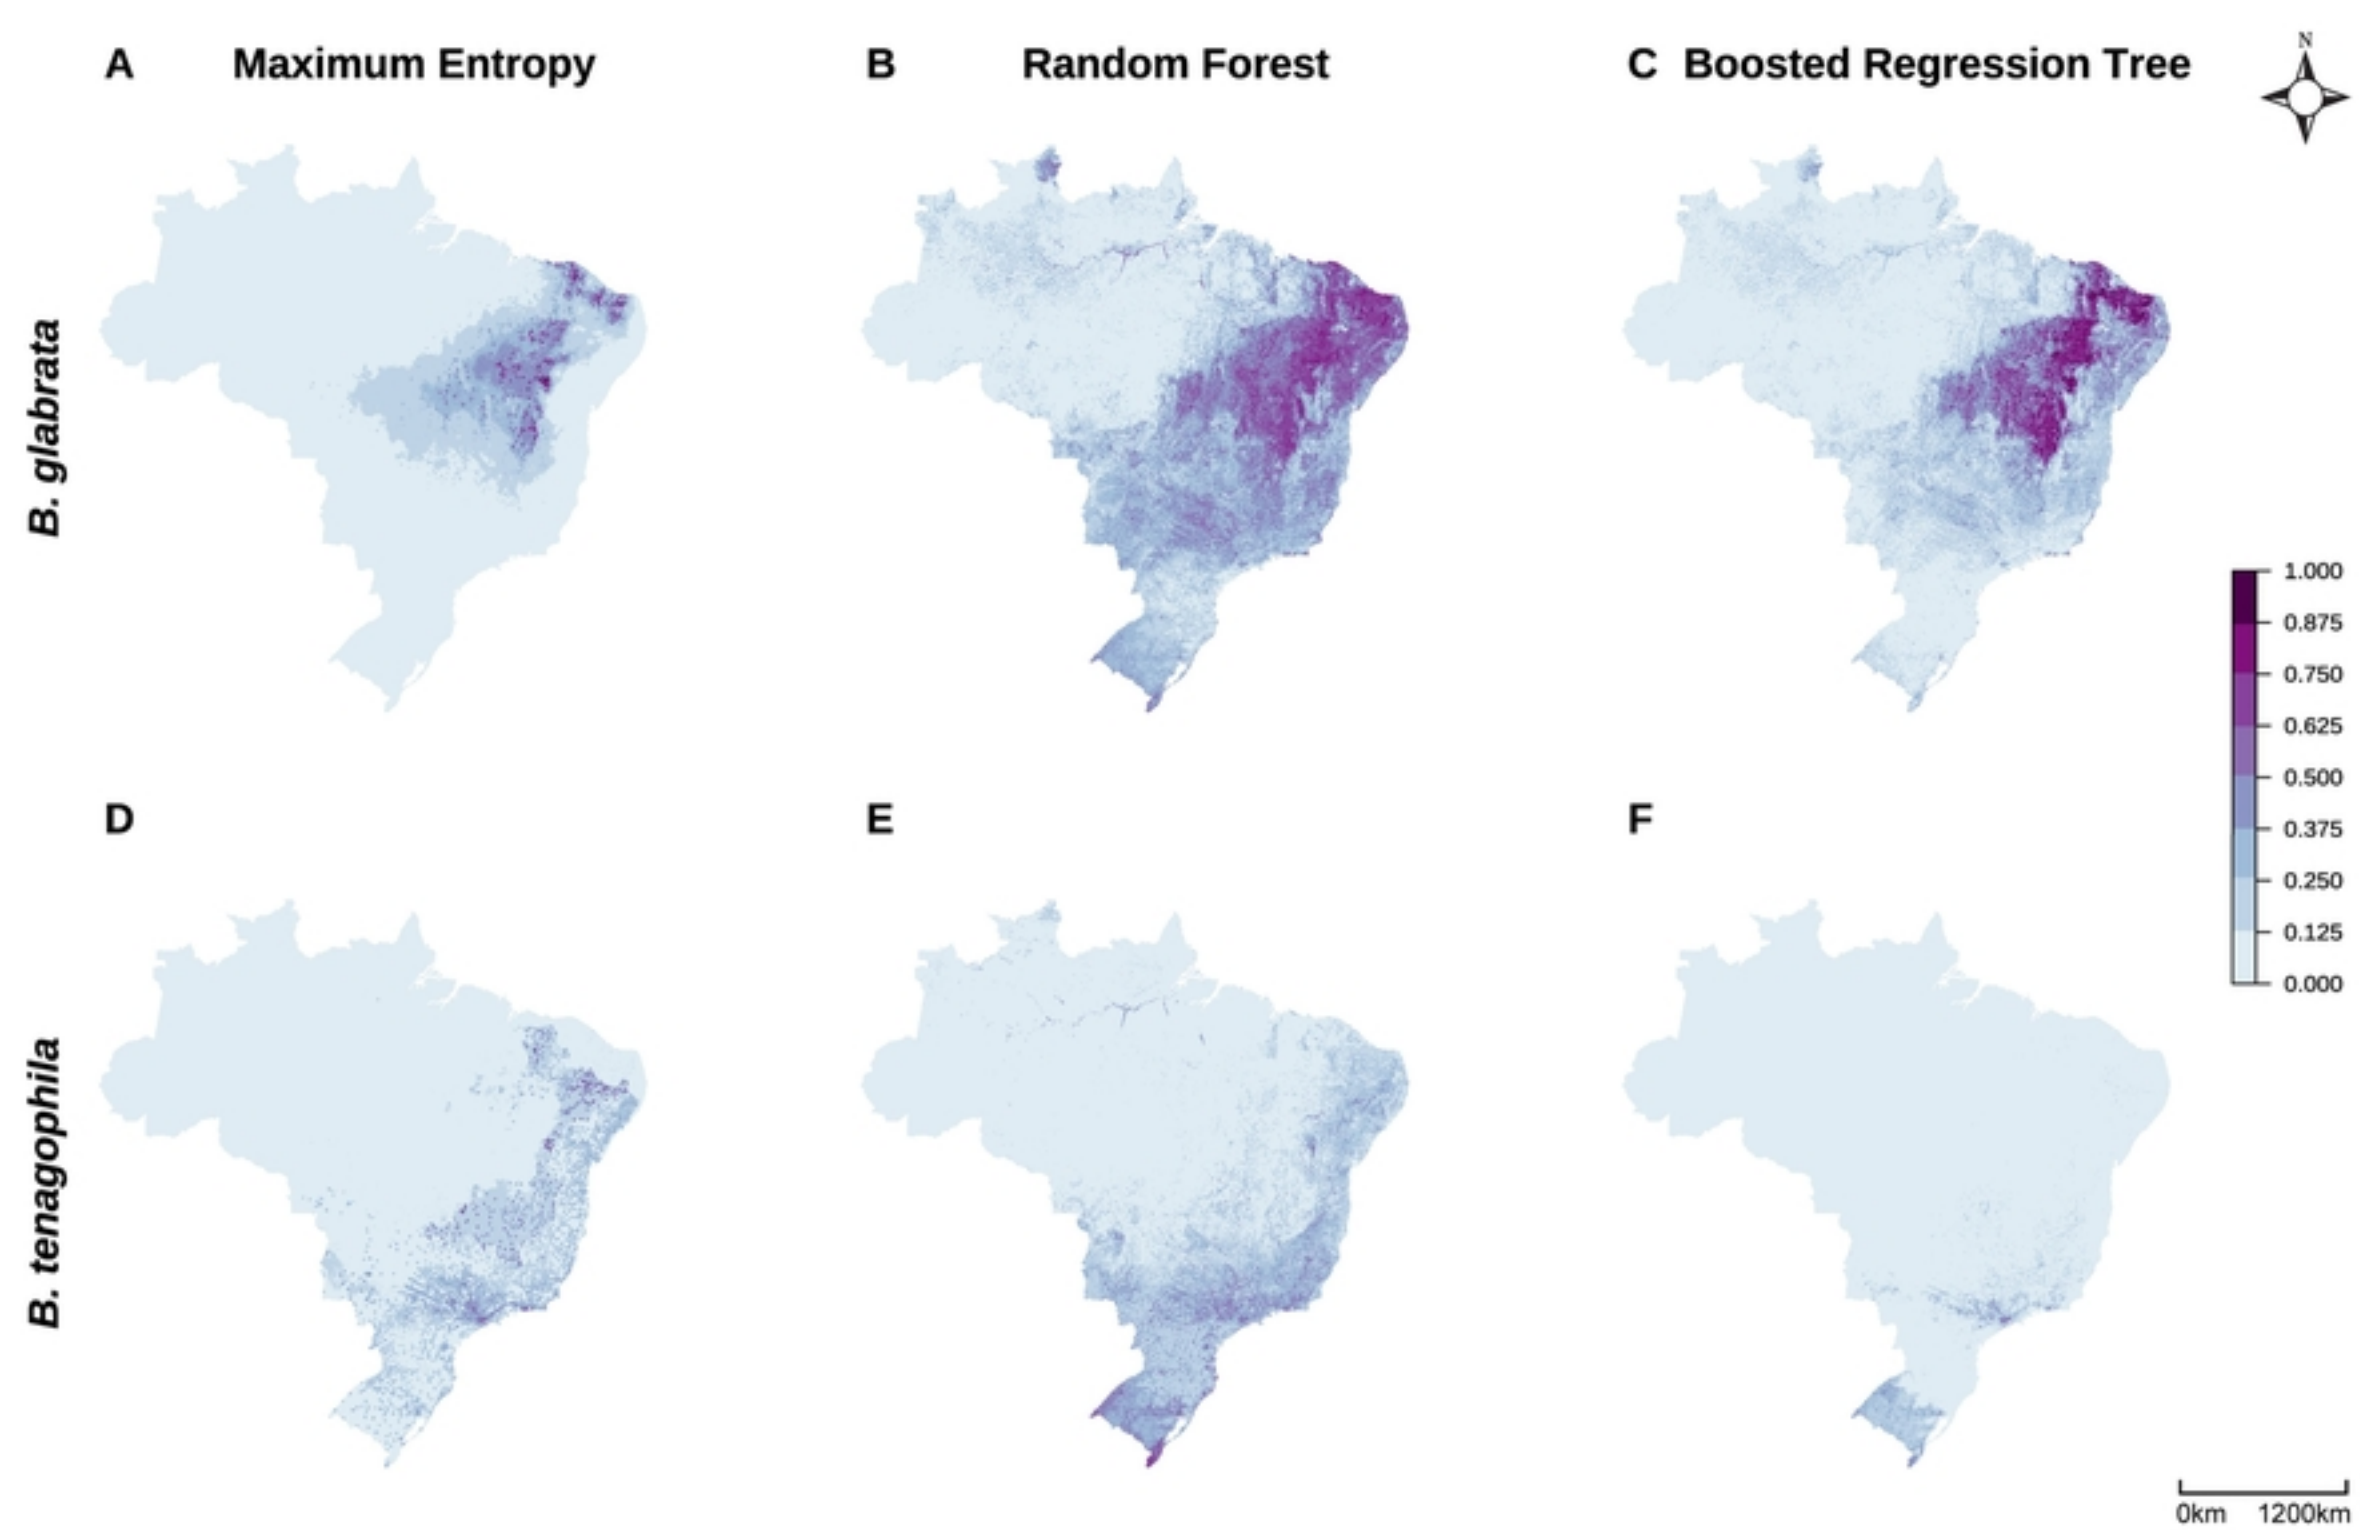 A Maximum Entropy
B Random Forest
C Boosted Regression Tree
N
B. glabrata
1.000
0.875
0.750
0.625
0.500
0.375
0.250
0.125
0.000
D
E
F
B. tenagophila
0km 1200km